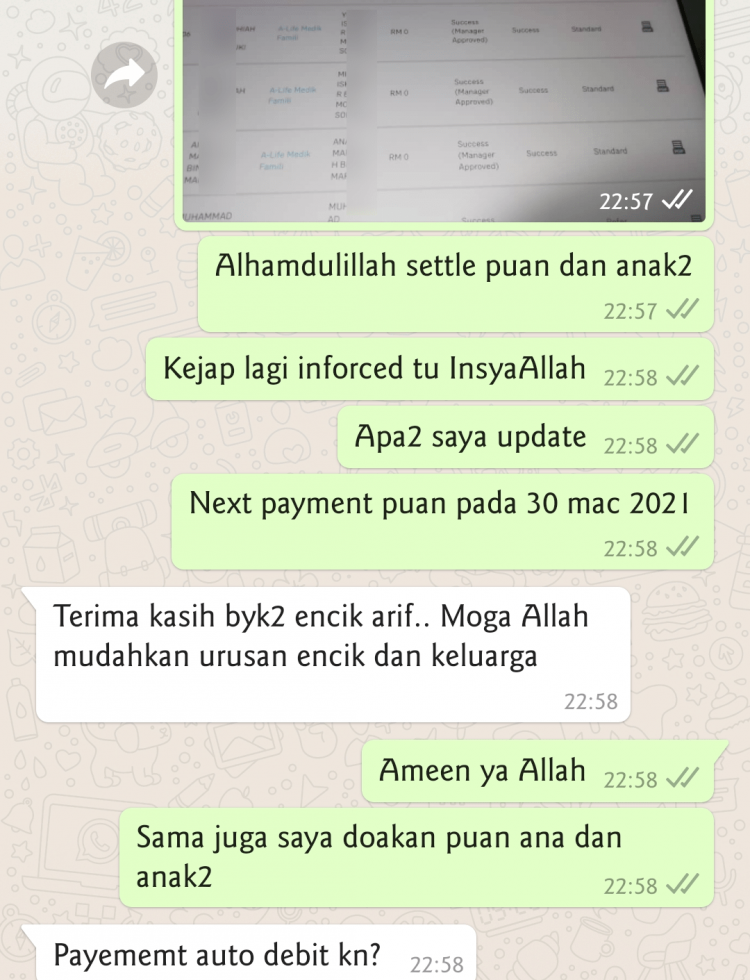 Success
A-Life Medik
RM 0
(Manager
Success
Standard
Famili
Approved)
Success
A-Life Medik
RM 0
(Manager
Success
Standard
Famili
Approved)
Success
A-Life Medik
RM 0
(Manager
Success
Standard
Famili
Approved)
UHAMMAD
Success
22:57
Alhamdulillah settle puan dan anak2
22:57
Kejap lagi inforced tu InsyaAllah 22:58
Apa2 saya update 22:58
Next payment puan pada 30 mac 2021
22:58
Terima kasih byk2 encik arif.. Moga Allah
mudahkan urusan encik dan keluarga
22:58
Ameen ya Allah 22:58
Sama juga saya doakan puan ana dan
anak2 22:58
Payememt auto debit kn? 22:58